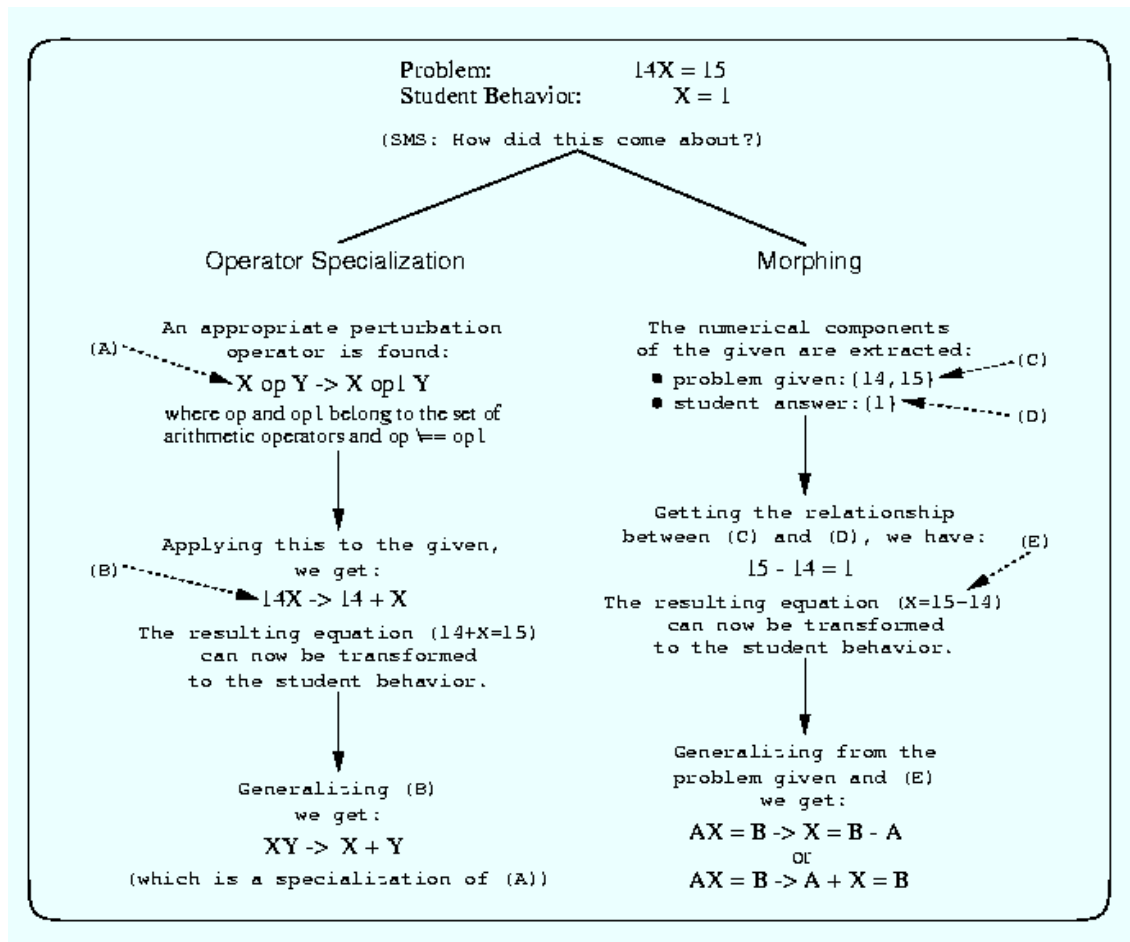 Problem: 14X = 15
Student Behavior: X = 1
(SMS: How did this come about?)
Operator Specialization
An appropriate perturbation
operator is found:
(A)
X op Y -> X op1 Y
where op and op1 belong to the set of
arithmetic operators and op \== op1
Applying this to the given,
we get:
(B)
14X -> 14 + X
The resulting equation (14+X=15)
can now be transformed
to the student behavior.
Generalizing (B)
we get:
XY -> X + Y
(which is a specialization of (A))
Morphing
The numerical components
of the given are extracted:
(C)
• problem given:{14,15}
• student answer:{1}
(D)
Getting the relationship
between (C) and (D), we have:
(E)
15 - 14 = 1
The resulting equation (X=15-14)
can now be transformed
to the student behavior.
Generalizing from the
problem given and (E)
we get:
AX = B -> X = B - A
or
AX = B -> A + X = B